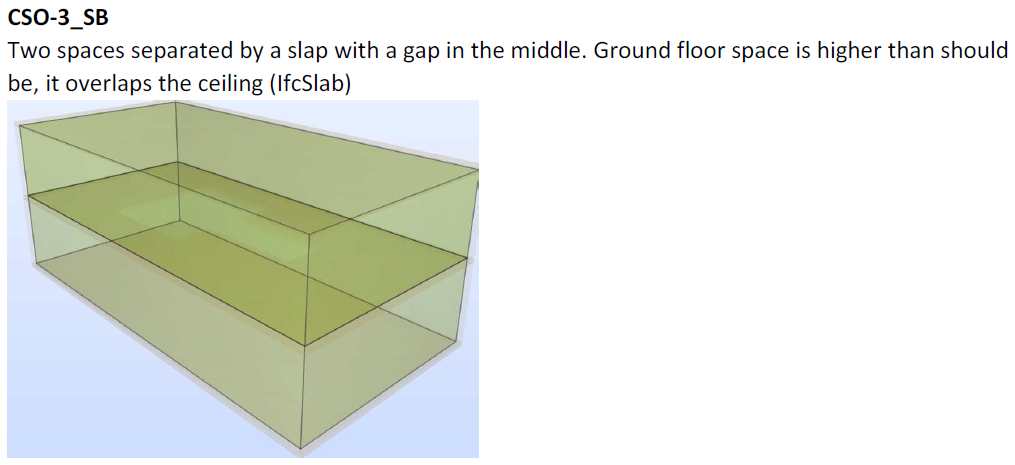 CSO-3_SB
Two spaces separated by a slap with a gap in the middle. Ground floor space is higher than should
be, it overlaps the ceiling (IfcSlab)